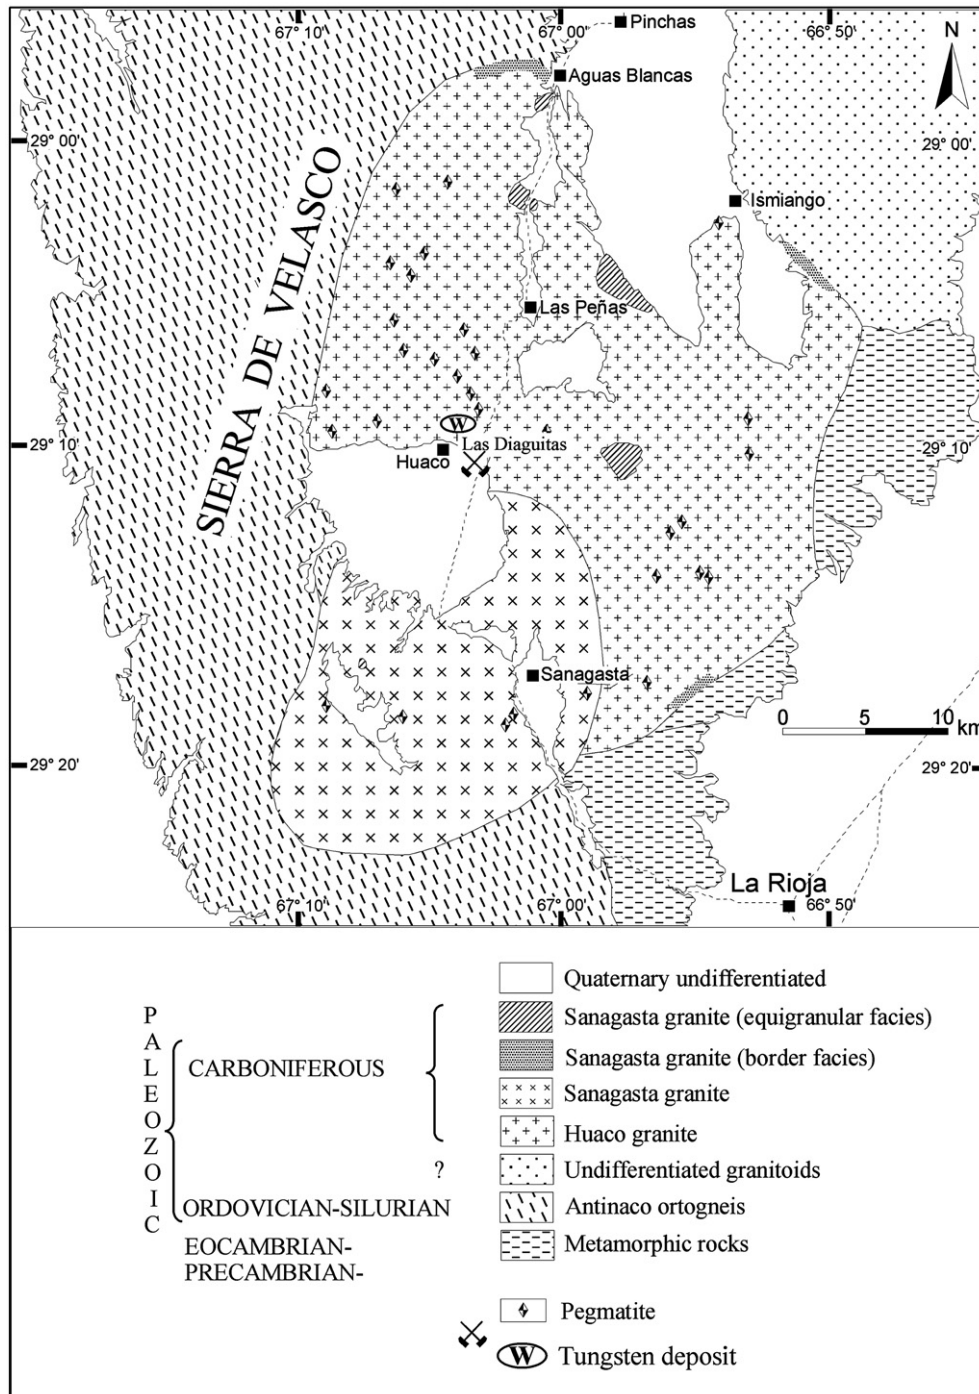 67° 10'
67° 00'
66° 50'
Pinchas
N
Aguas Blancas
29° 00'
29° 00'
Ismiango
SIERRA DE VELASCO
Las Peñas
W
29° 10'
Las Diaguitas
29° 10'
Huaco
Sanagasta
0 5 10
km
29° 20'
29° 20'
La Rioja
67° 10'
67° 00'
66° 50'
Quaternary undifferentiated
Sanagasta granite (equigranular facies)
Sanagasta granite (border facies)
Sanagasta granite
Huaco granite
Undifferentiated granitoids
Antinaco ortogneis
Metamorphic rocks
PALEOZOIC
CARBONIFEROUS
?
ORDOVICIAN-SILURIAN
EOCAMBRIAN-
PRECAMBRIAN-
Pegmatite
W Tungsten deposit